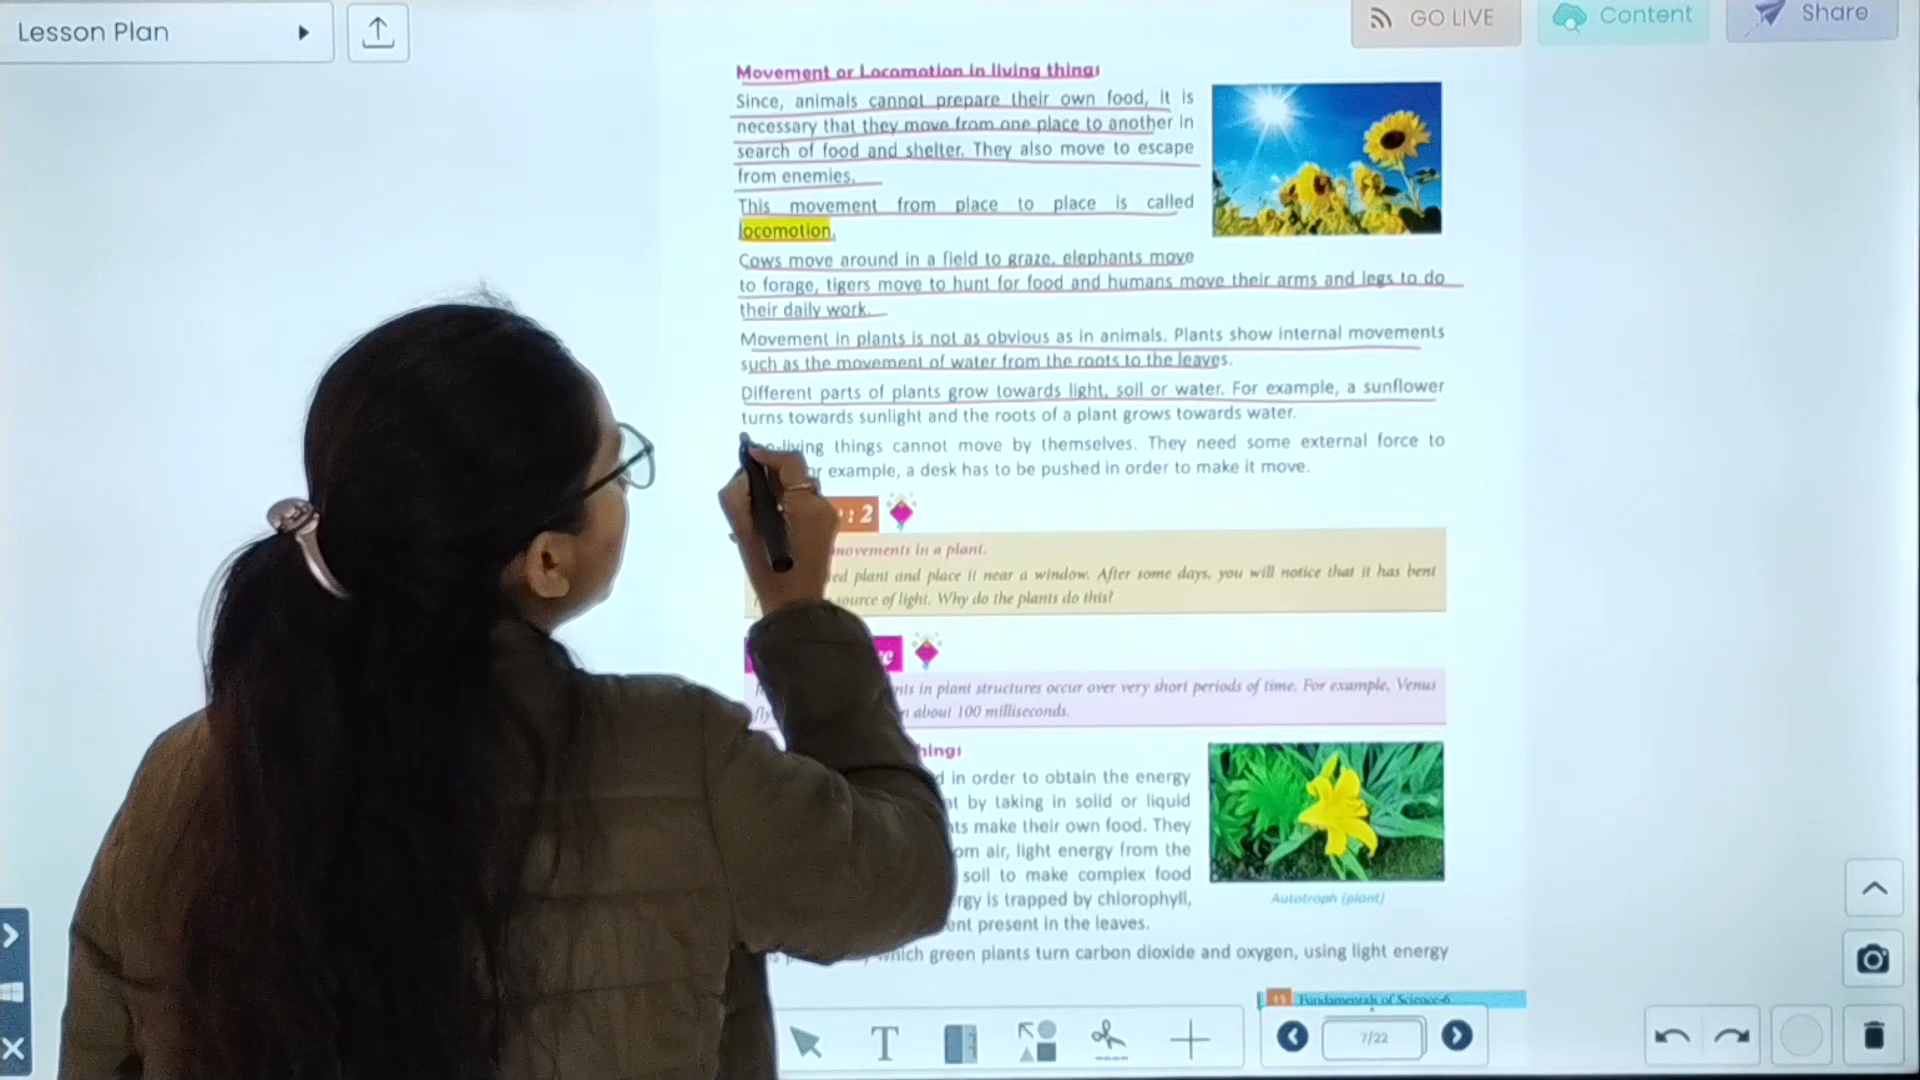 Lesson Plan
GO LIVE
Content
Share
Movement or Locomotion in living things
Since, animals cannot prepare their own food, it is
necessary that they move from one place to another in
search of food and shelter. They also move to escape
from enemies.
This movement from place to place is called
locomotion.
Cows move around in a field to graze, elephants move
to forage, tigers move to hunt for food and humans move their arms and legs to do
their daily work.
Movement in plants is not as obvious as in animals. Plants show internal movements
such as the movement of water from the roots to the leaves.
Different parts of plants grow towards light, soil or water. For example, a sunflower
turns towards sunlight and the roots of a plant grows towards water.
living things cannot move by themselves. They need some external force to
example, a desk has to be pushed in order to make it move.
: 2
movements in a plant.
plant and place it near a window. After some days, you will notice that it has bent
source of light. Why do the plants do this?
in plant structures occur over very short periods of time. For example, Venus
about 100 milliseconds.
in order to obtain the energy
by taking in solid or liquid
make their own food. They
air, light energy from the
soil to make complex food
is trapped by chlorophyll,
present in the leaves.
Autotroph (plant)
which green plants turn carbon dioxide and oxygen, using light energy
Fundamentals of Science-6
T
7/22